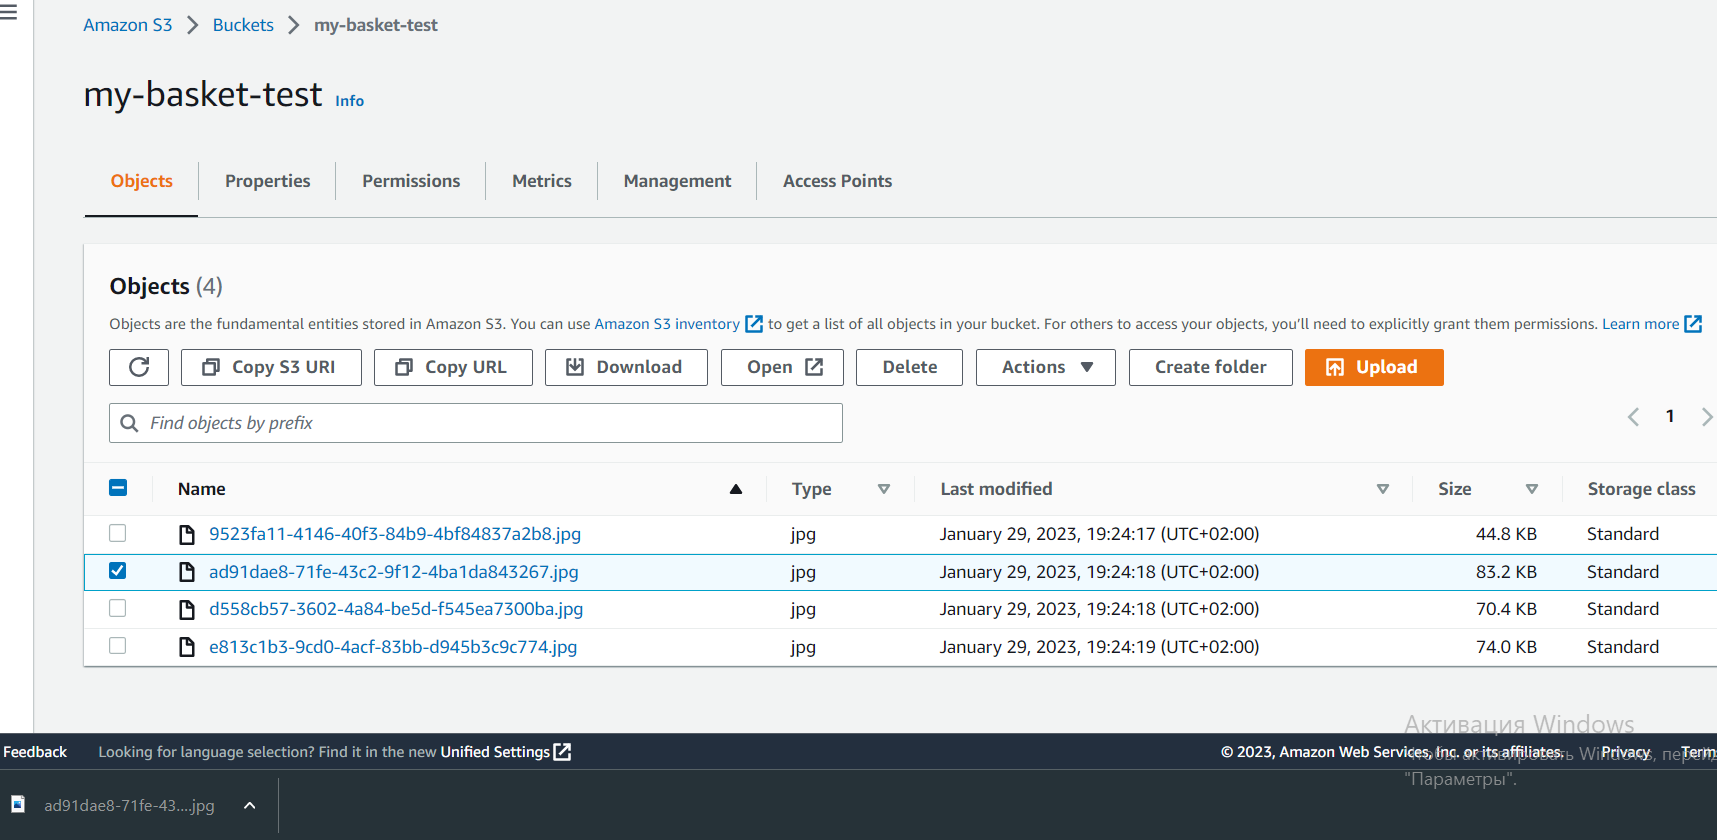 Amazon S3 > Buckets > my-basket-test
my-basket-test Info
Objects Properties Permissions Metrics Management Access Points
Objects (4)
Objects are the fundamental entities stored in Amazon S3. You can use Amazon S3 inventory to get a list of all objects in your bucket. For others to access your objects, you'll need to explicitly grant them permissions. Learn more
Copy S3 URI Copy URL Download Open Delete Actions Create folder Upload
Find objects by prefix
1
Name Type Last modified Size Storage class
9523fa11-4146-40f3-84b9-4bf84837a2b8.jpg jpg January 29, 2023, 19:24:17 (UTC+02:00) 44.8 KB Standard
ad91dae8-71fe-43c2-9f12-4ba1da843267.jpg jpg January 29, 2023, 19:24:18 (UTC+02:00) 83.2 KB Standard
d558cb57-3602-4a84-be5d-f545ea7300ba.jpg jpg January 29, 2023, 19:24:18 (UTC+02:00) 70.4 KB Standard
e813c1b3-9cd0-4acf-83bb-d945b3c9c774.jpg jpg January 29, 2023, 19:24:19 (UTC+02:00) 74.0 KB Standard
Активация Windows
Feedback Looking for language selection? Find it in the new Unified Settings © 2023, Amazon Web Services, Inc. or its affiliates. Privacy
Чтобы активировать Windows,
"Параметры".
ad91dae8-71fe-43....jpg